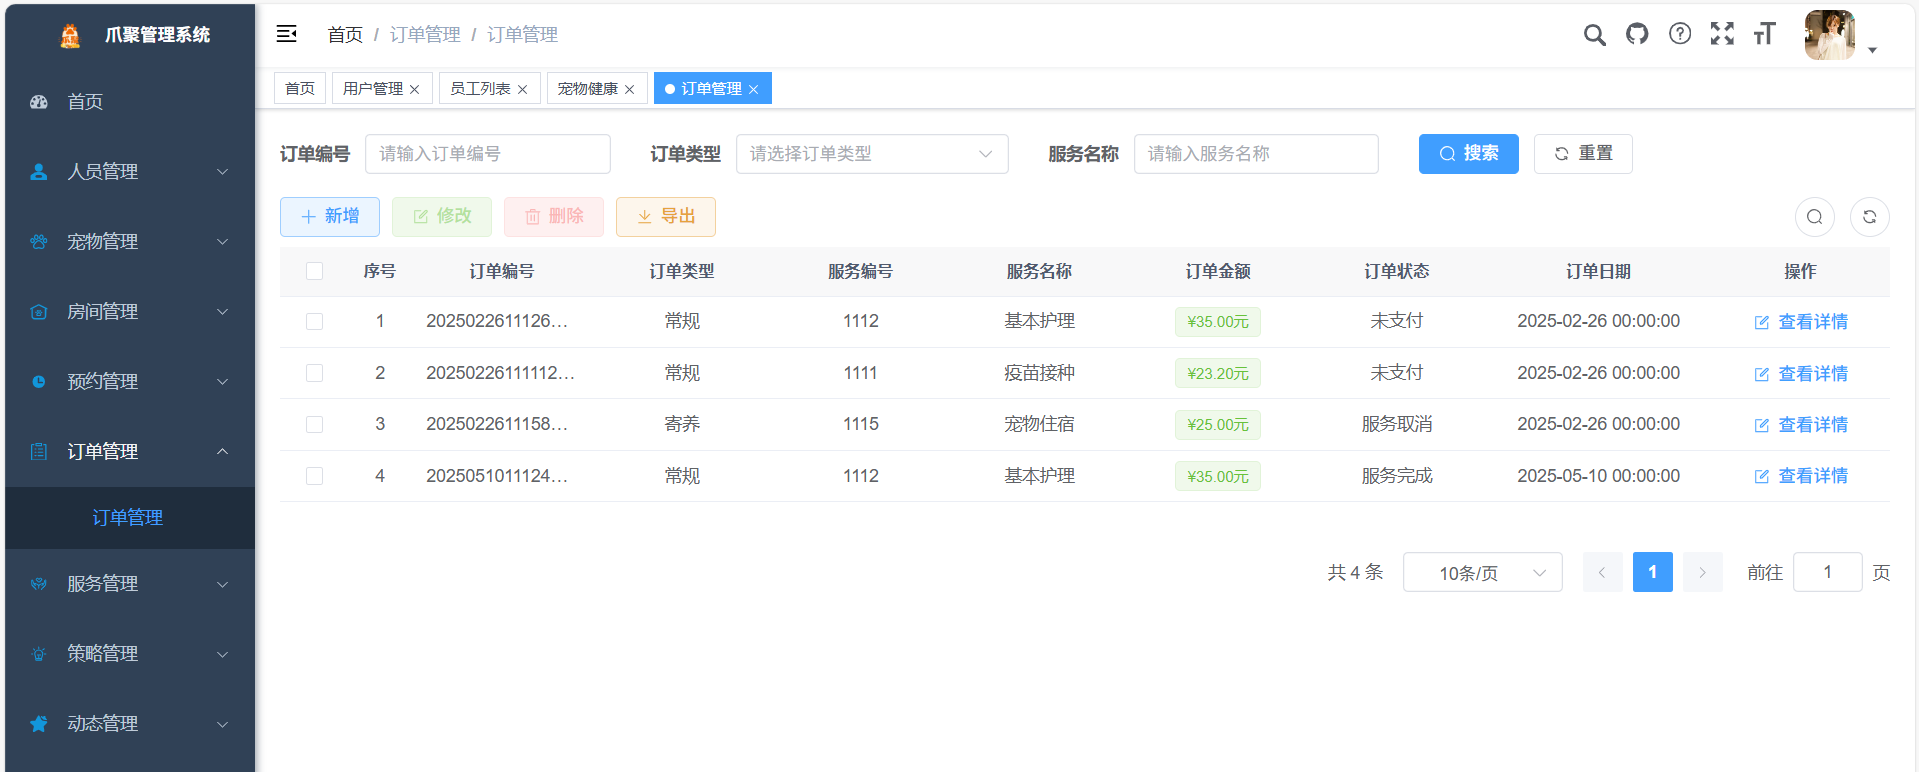 爪聚管理系统
首页 / 订单管理 / 订单管理
首页 用户管理 员工列表 宠物健康 订单管理
首页
人员管理
宠物管理
房间管理
预约管理
订单管理
订单管理
服务管理
策略管理
动态管理
订单编号 请输入订单编号 订单类型 请选择订单类型 服务名称 请输入服务名称 搜索 重置
新增 修改 删除 导出
序号 订单编号 订单类型 服务编号 服务名称 订单金额 订单状态 订单日期 操作
1 2025022611126... 常规 1112 基本护理 ¥35.00元 未支付 2025-02-26 00:00:00 查看详情
2 20250226111112... 常规 1111 疫苗接种 ¥23.20元 未支付 2025-02-26 00:00:00 查看详情
3 2025022611158... 寄养 1115 宠物住宿 ¥25.00元 服务取消 2025-02-26 00:00:00 查看详情
4 2025051011124... 常规 1112 基本护理 ¥35.00元 服务完成 2025-05-10 00:00:00 查看详情
共 4 条 10条/页 1 前往 1 页